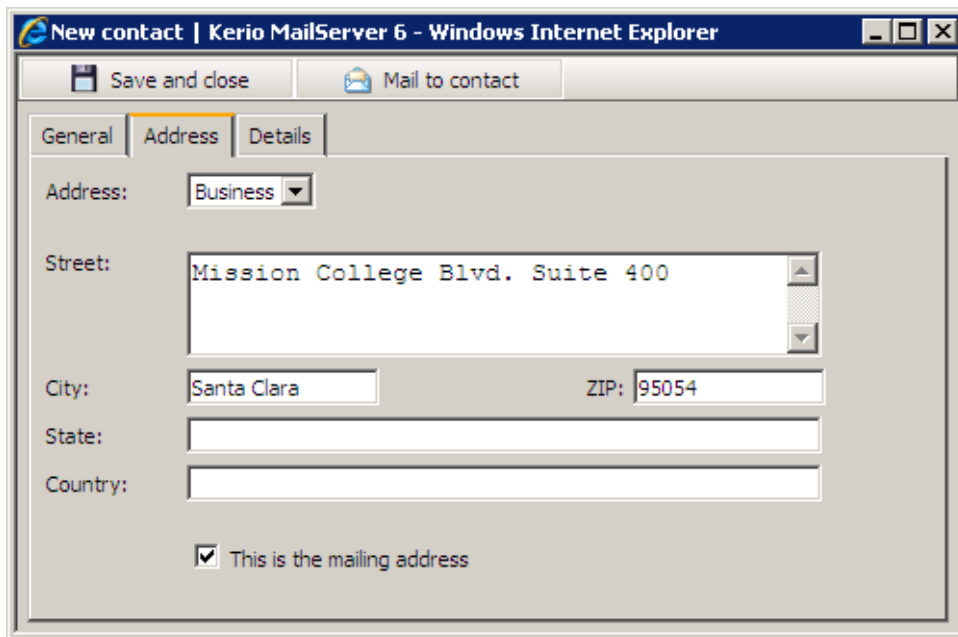 New contact | Kerio MailServer 6 - Windows Internet Explorer
Save and close Mail to contact
General Address Details
Address: Business
Street: Mission College Blvd. Suite 400
City: Santa Clara ZIP: 95054
State:
Country:
This is the mailing address